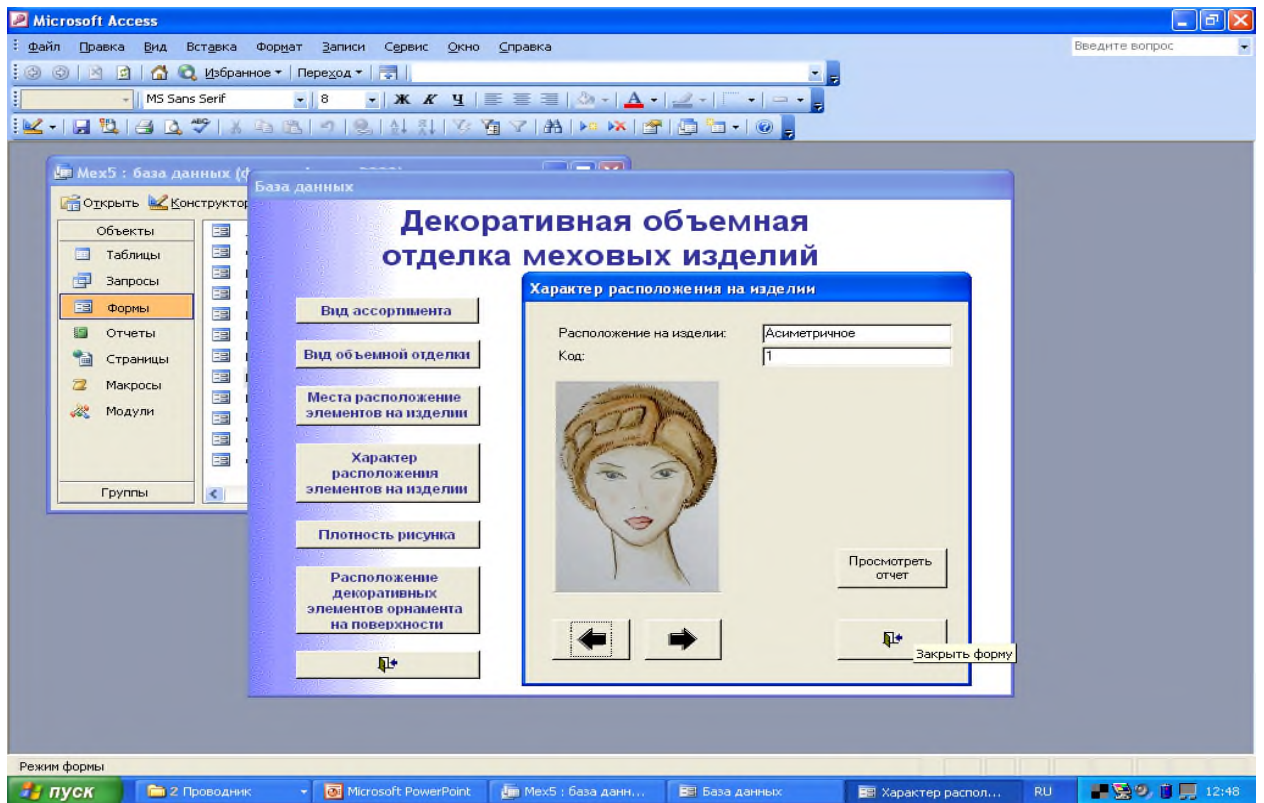 Microsoft Access
Файл Правка Вид Вставка Формат Записи Сервис Окно Справка
Введите вопрос
Избранное Переход
MS Sans Serif 8 Ж К Ч
Mex5 : база данных
База данных
Открыть Конструктор
Объекты
Таблицы
Запросы
Формы
Отчеты
Страницы
Макросы
Модули
Группы
Декоративная объемная
отделка меховых изделий
Вид ассортимента
Вид объемной отделки
Места расположение
элементов на изделии
Характер
расположения
элементов на изделии
Плотность рисунка
Расположение
декоративных
элементов орнамента
на поверхности
Характер расположения на изделии
Расположение на изделии: Асиметричное
Код: 1
Просмотреть
отчет
Закрыть форму
Режим формы
пуск 2 Проводник Microsoft PowerPoint Mex5 : база данн... База данных Характер распол... RU 12:48